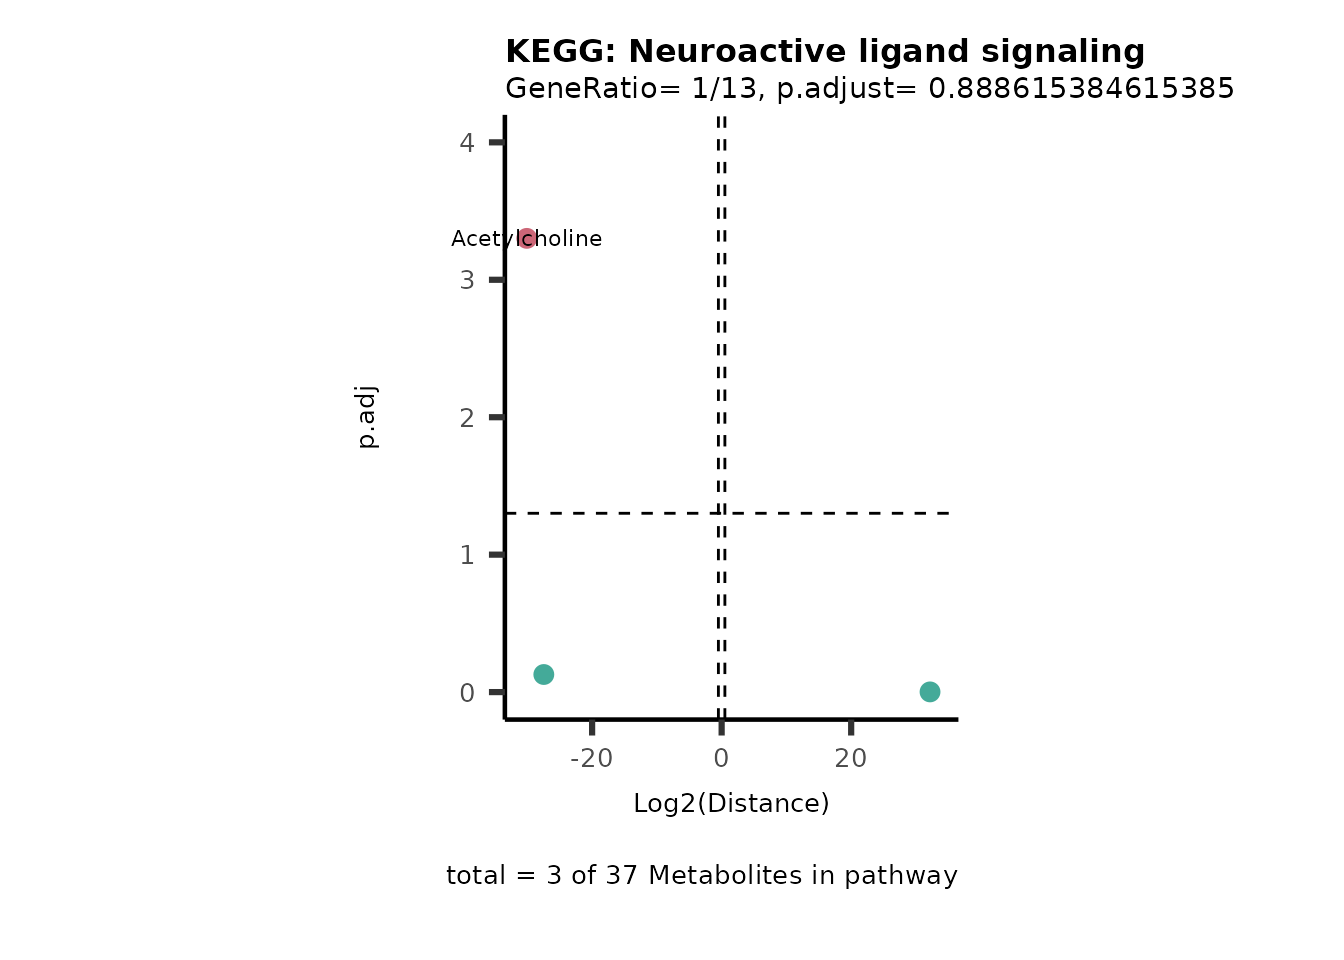 KEGG: Neuroactive ligand signaling
GeneRatio= 1/13, p.adjust= 0.888615384615385
4
Acetylcholine
3
p.adj
2
1
0
-20 0 20
Log2(Distance)
total = 3 of 37 Metabolites in pathway